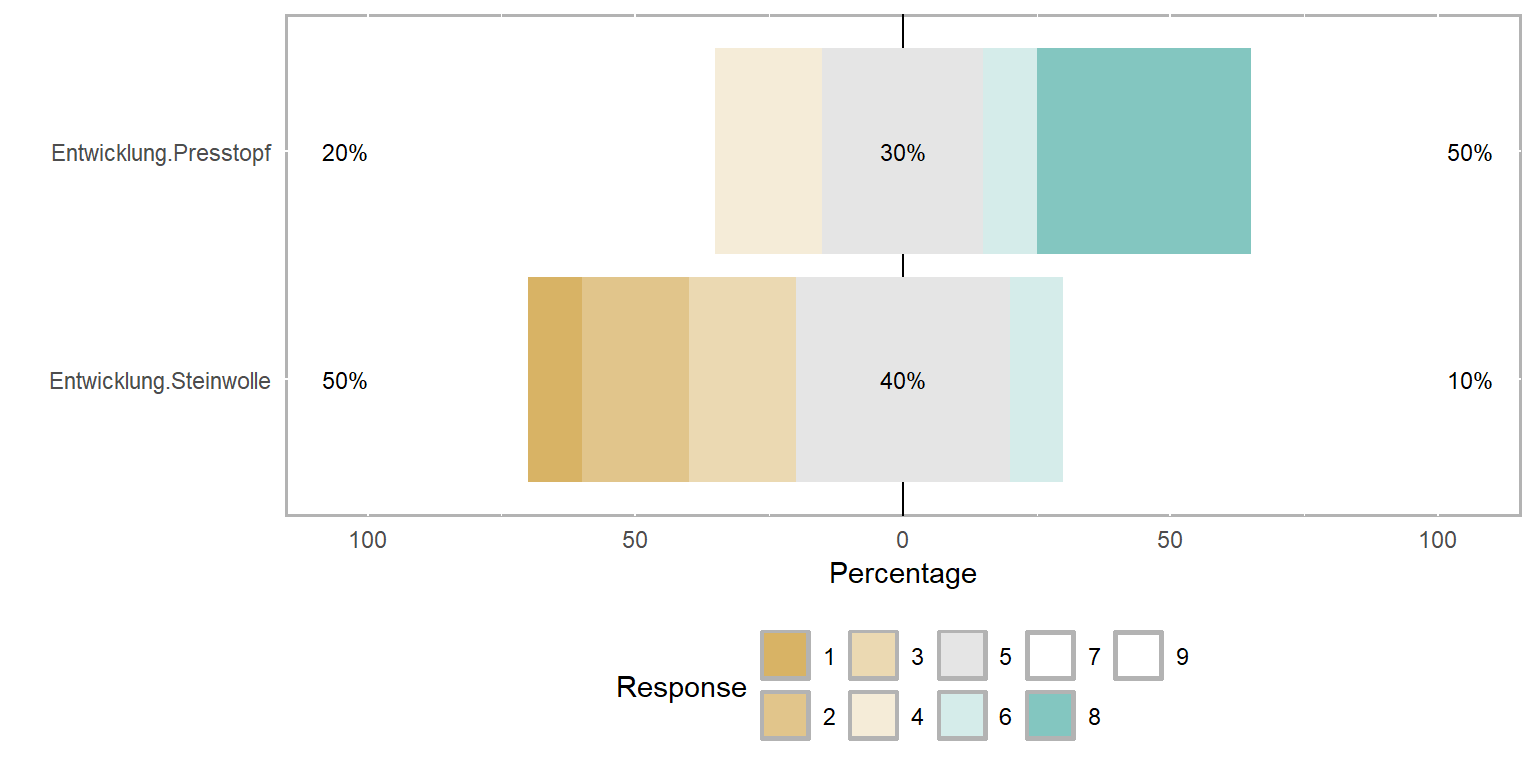 Entwicklung.Presstopf 20% 30% 50%
Entwicklung.Steinwolle 50% 40% 10%
100 50 0 50 100
Percentage
1 3 5 7 9
Response
2 4 6 8